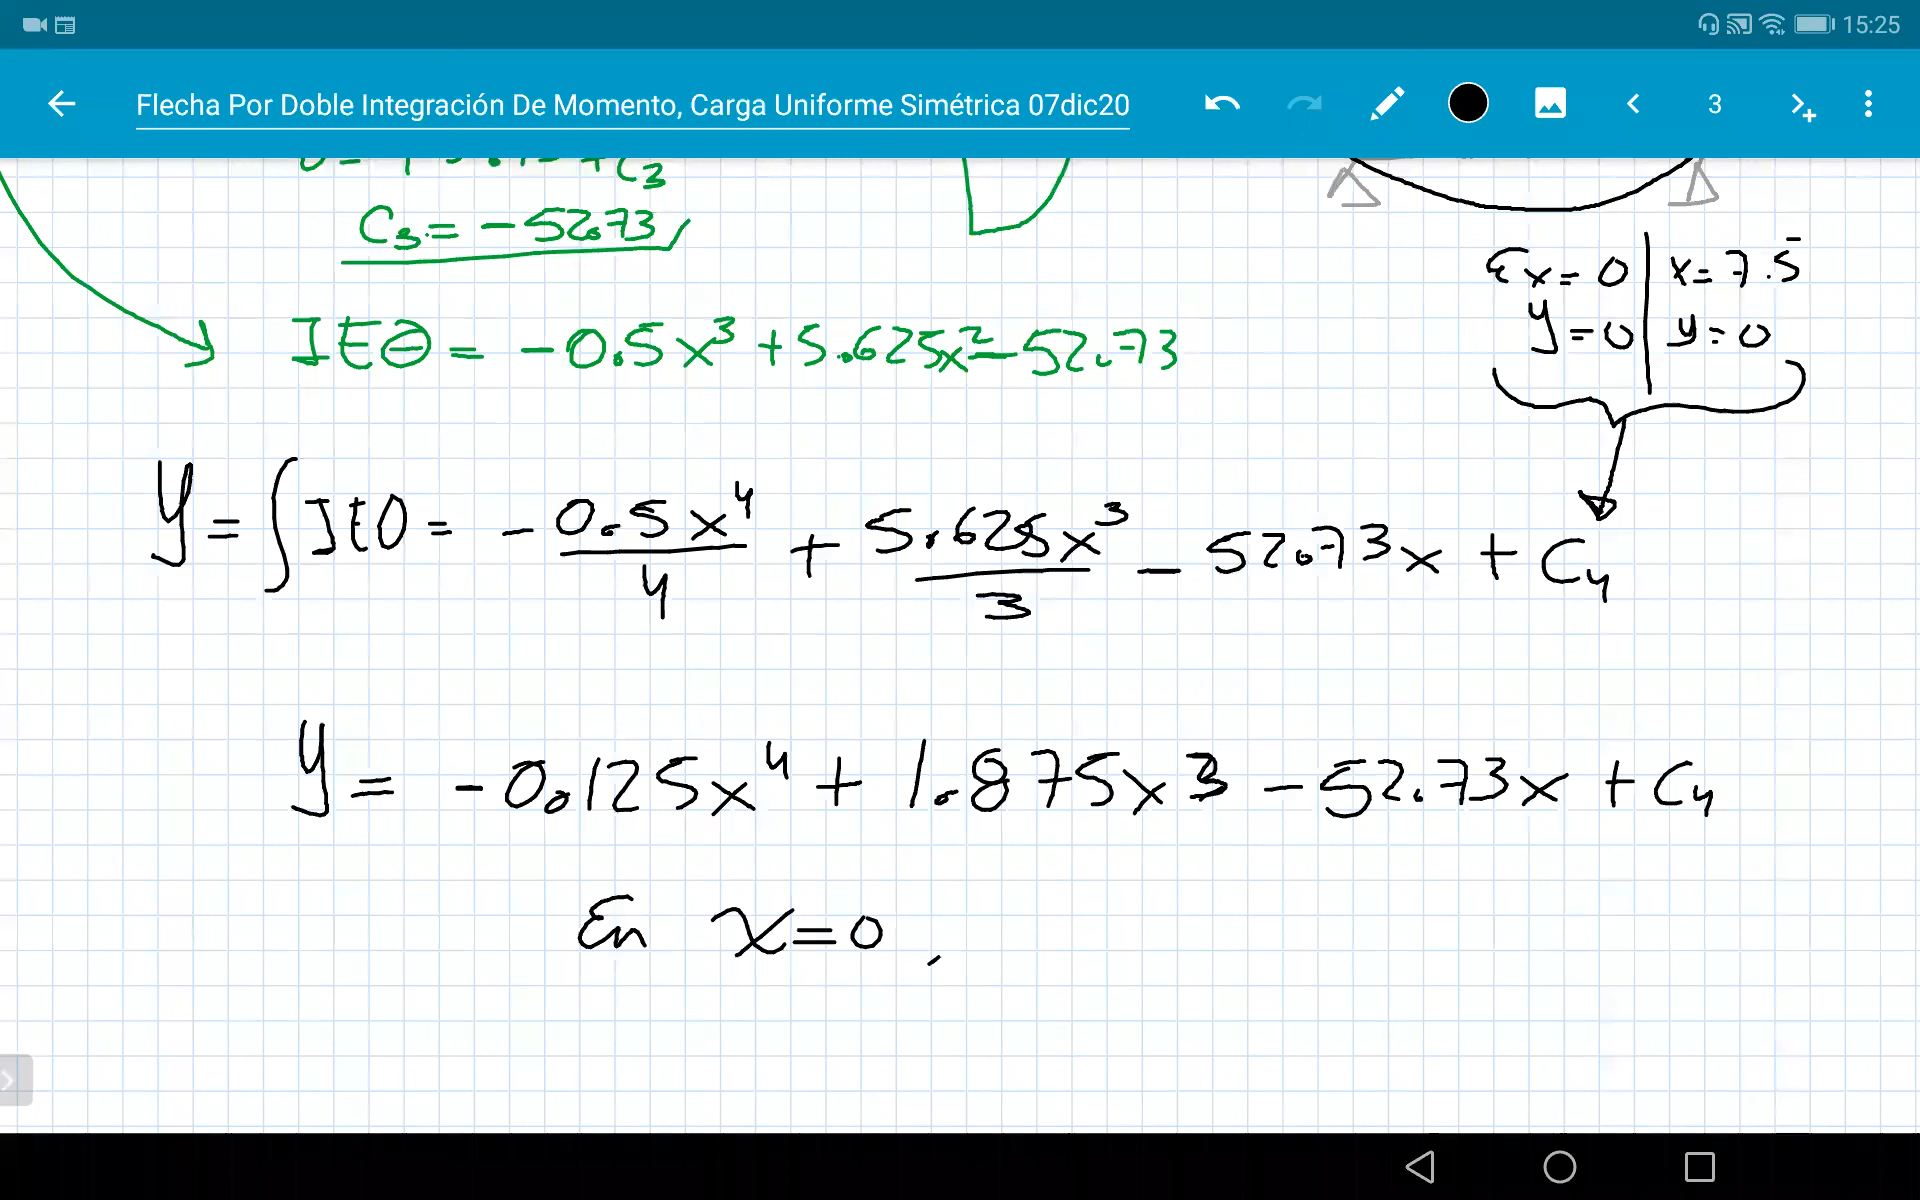 15:25
Flecha Por Doble Integración De Momento, Carga Uniforme Simétrica 07dic20
3
C₃ = -52.73
En x=0 | x=7.5
y=0 | y=0
IEθ = -0.5x³ + 5.625x² - 52.73
y = ∫IEθ = - 0.5x⁴/4 + 5.625x³/3 - 52.73x + C₄
y = -0.125x⁴ + 1.875x³ - 52.73x + C₄
En x=0,